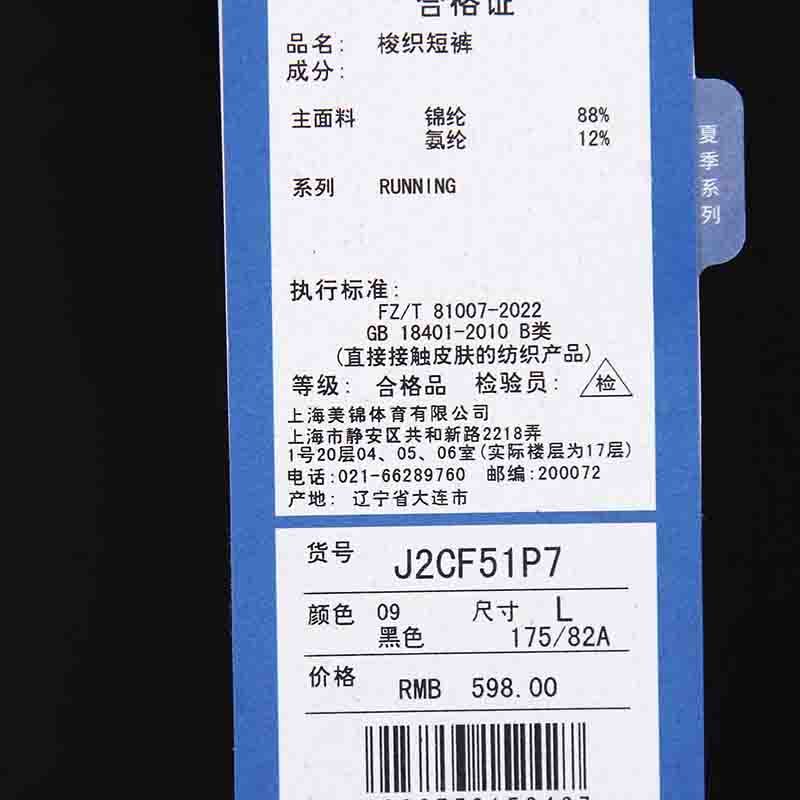 合格证
品名: 梭织短裤
成分:
主面料 锦纶 88%
氨纶 12%
系列 RUNNING
夏季系列
执行标准:
FZ/T 81007-2022
GB 18401-2010 B类
(直接接触皮肤的纺织产品)
等级: 合格品 检验员: 检
上海美锦体育有限公司
上海市静安区共和新路2218弄
1号20层04、05、06室(实际楼层为17层)
电话:021-66289760 邮编:200072
产地: 辽宁省大连市
货号 J2CF51P7
颜色 09 尺寸 L
黑色 175/82A
价格 RMB 598.00